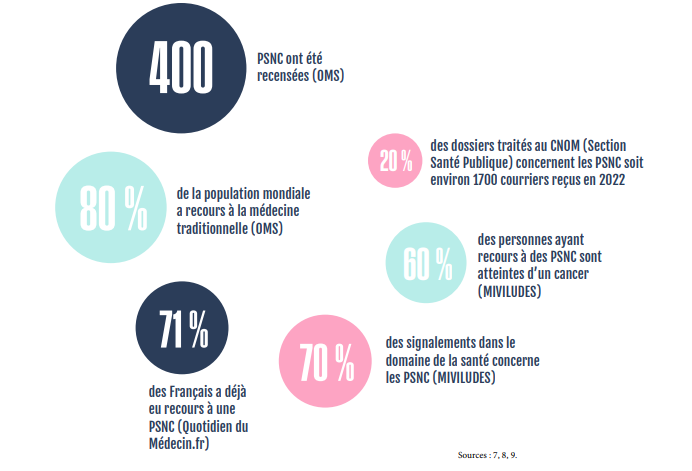 400
PSNC ont été
recensées (OMS)
20 %
des dossiers traités au CNOM (Section
Santé Publique) concernent les PSNC soit
environ 1700 courriers reçus en 2022
80 %
de la population mondiale
a recours à la médecine
traditionnelle (OMS)
60 %
des personnes ayant
recours à des PSNC sont
atteintes d’un cancer
(MIVILUDES)
71 %
des Français a déjà
eu recours à une
PSNC (Quotidien du
Médecin.fr)
70 %
des signalements dans le
domaine de la santé concerne
les PSNC (MIVILUDES)
Sources : 7, 8, 9.